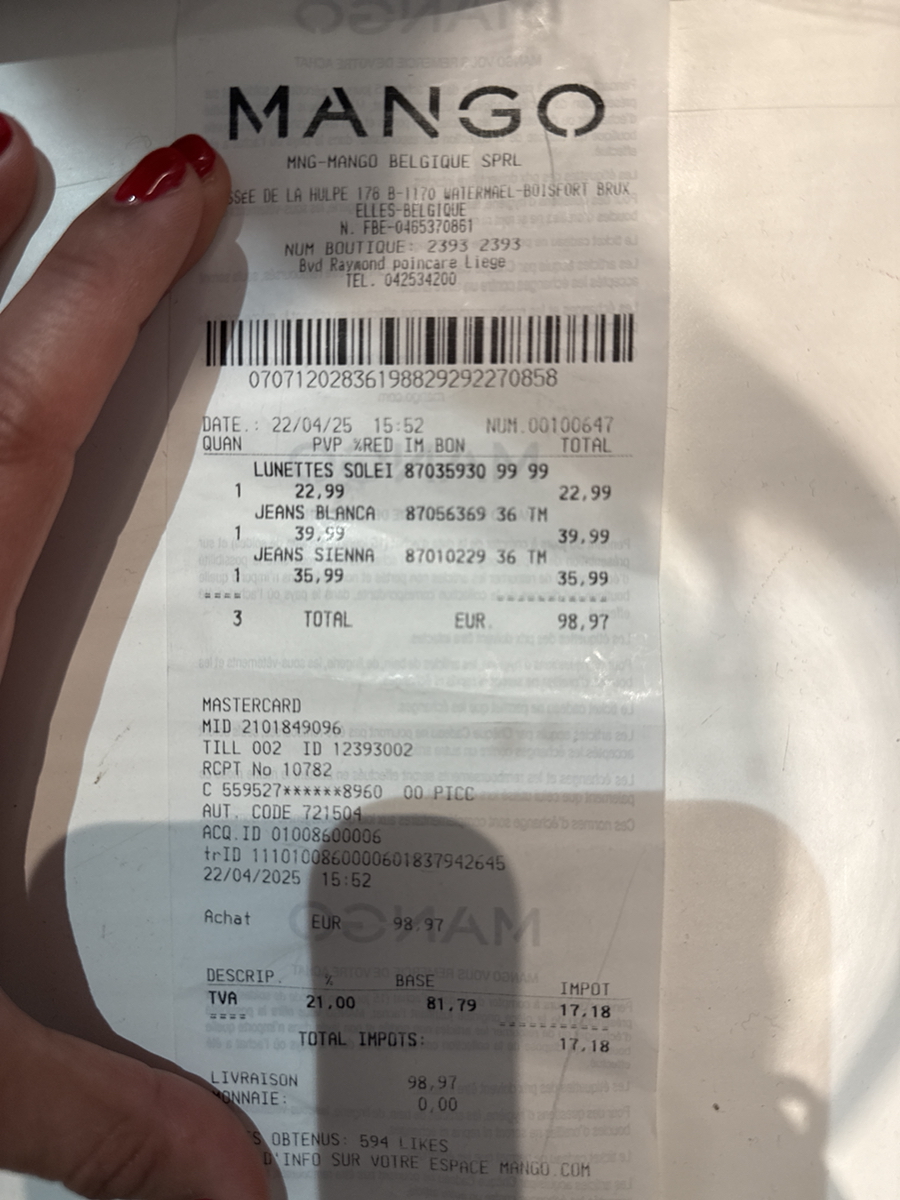 MANGO
MNG-MANGO BELGIQUE SPRL
DE LA HULPE 178 B-1170 WATERMAEL-BOISFORT BRUX
ELLES-BELGIQUE
N. FBE-0465370861
NUM BOUTIQUE: 2393 2393
Bvd Raymond poincare Liege
TEL. 042534200
07071202836198829292270858
DATE.: 22/04/25 15:52 NUM.00100647
QUAN PVP %RED IM BON TOTAL
LUNETTES SOLEI 87035930 99 99
1 22,99 22,99
JEANS BLANCA 87056369 36 TM
1 39,99 39,99
JEANS SIENNA 87010229 36 TM
1 35,99 35,99
==== ===========
3 TOTAL EUR. 98,97
MASTERCARD
MID 2101849096
TILL 002 ID 12393002
RCPT No 10782
C 559527******8960 00 PICC
AUT. CODE 721504
ACQ.ID 01008600006
trID 1110100860000601837942645
22/04/2025 15:52
Achat EUR 98,97
DESCRIP. % BASE IMPOT
TVA 21,00 81,79 17,18
==== ===========
TOTAL IMPOTS: 17,18
LIVRAISON 98,97
MONNAIE: 0,00
OBTENUS: 594 LIKES
D'INFO SUR VOTRE ESPACE MANGO.COM